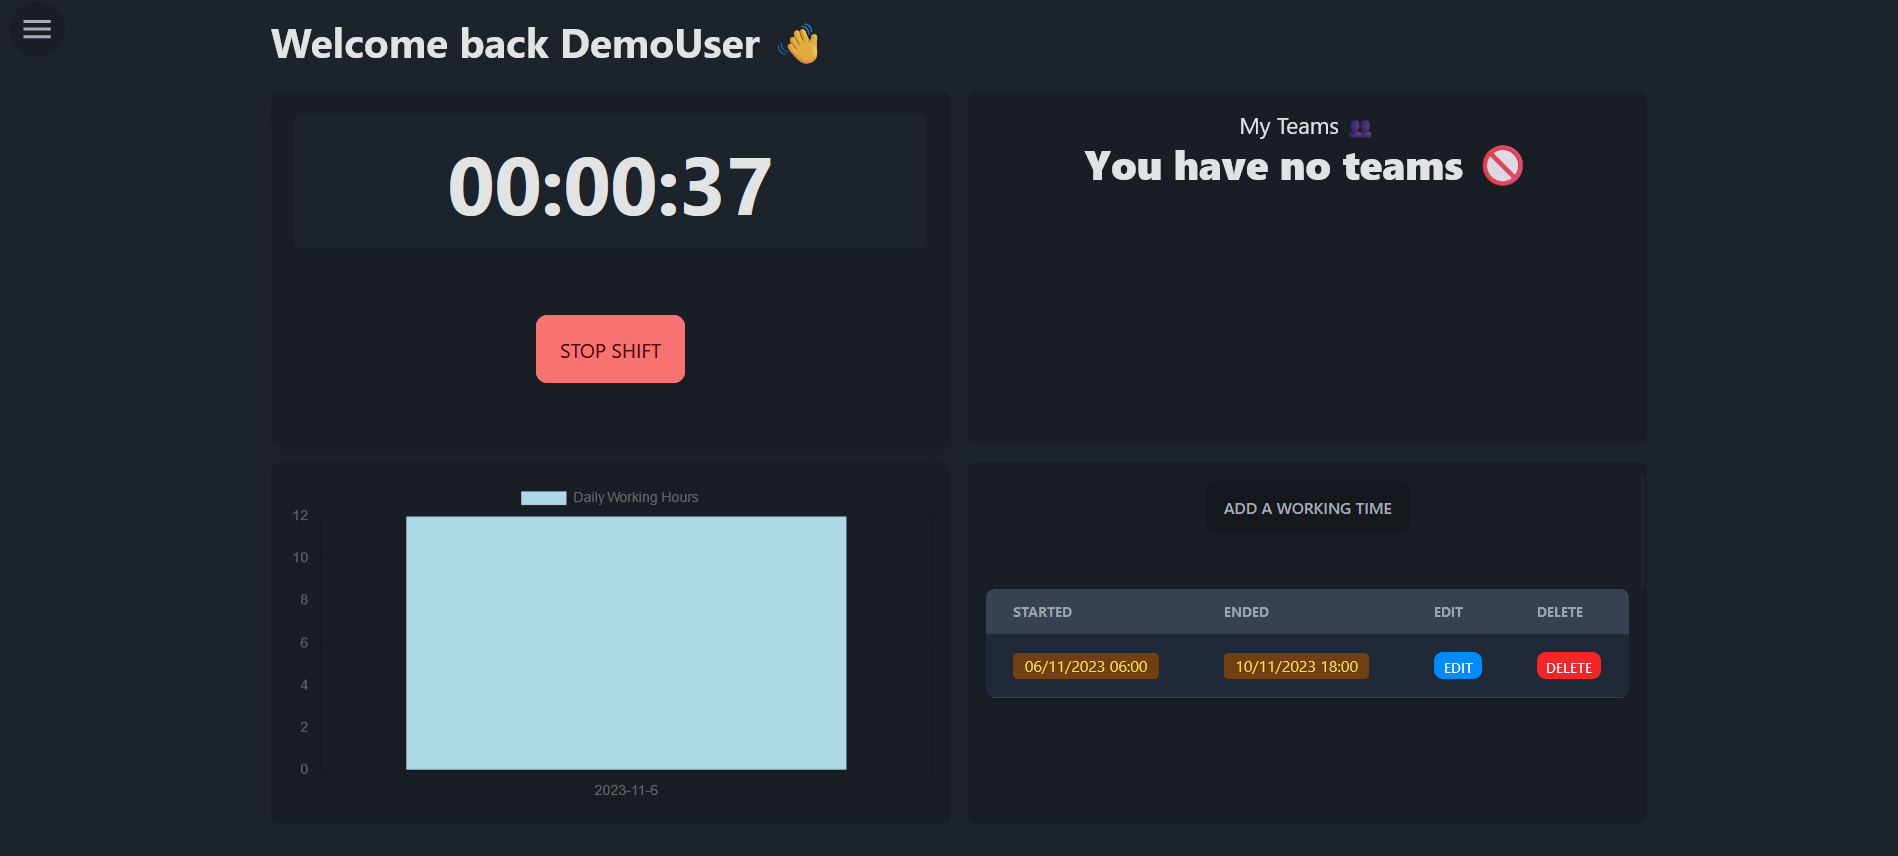 Welcome back DemoUser 👋
00:00:37
STOP SHIFT
My Teams 👥
You have no teams 🚫
Daily Working Hours
12
10
8
6
4
2
0
2023-11-6
ADD A WORKING TIME
STARTED ENDED EDIT DELETE
06/11/2023 06:00 10/11/2023 18:00 EDIT DELETE